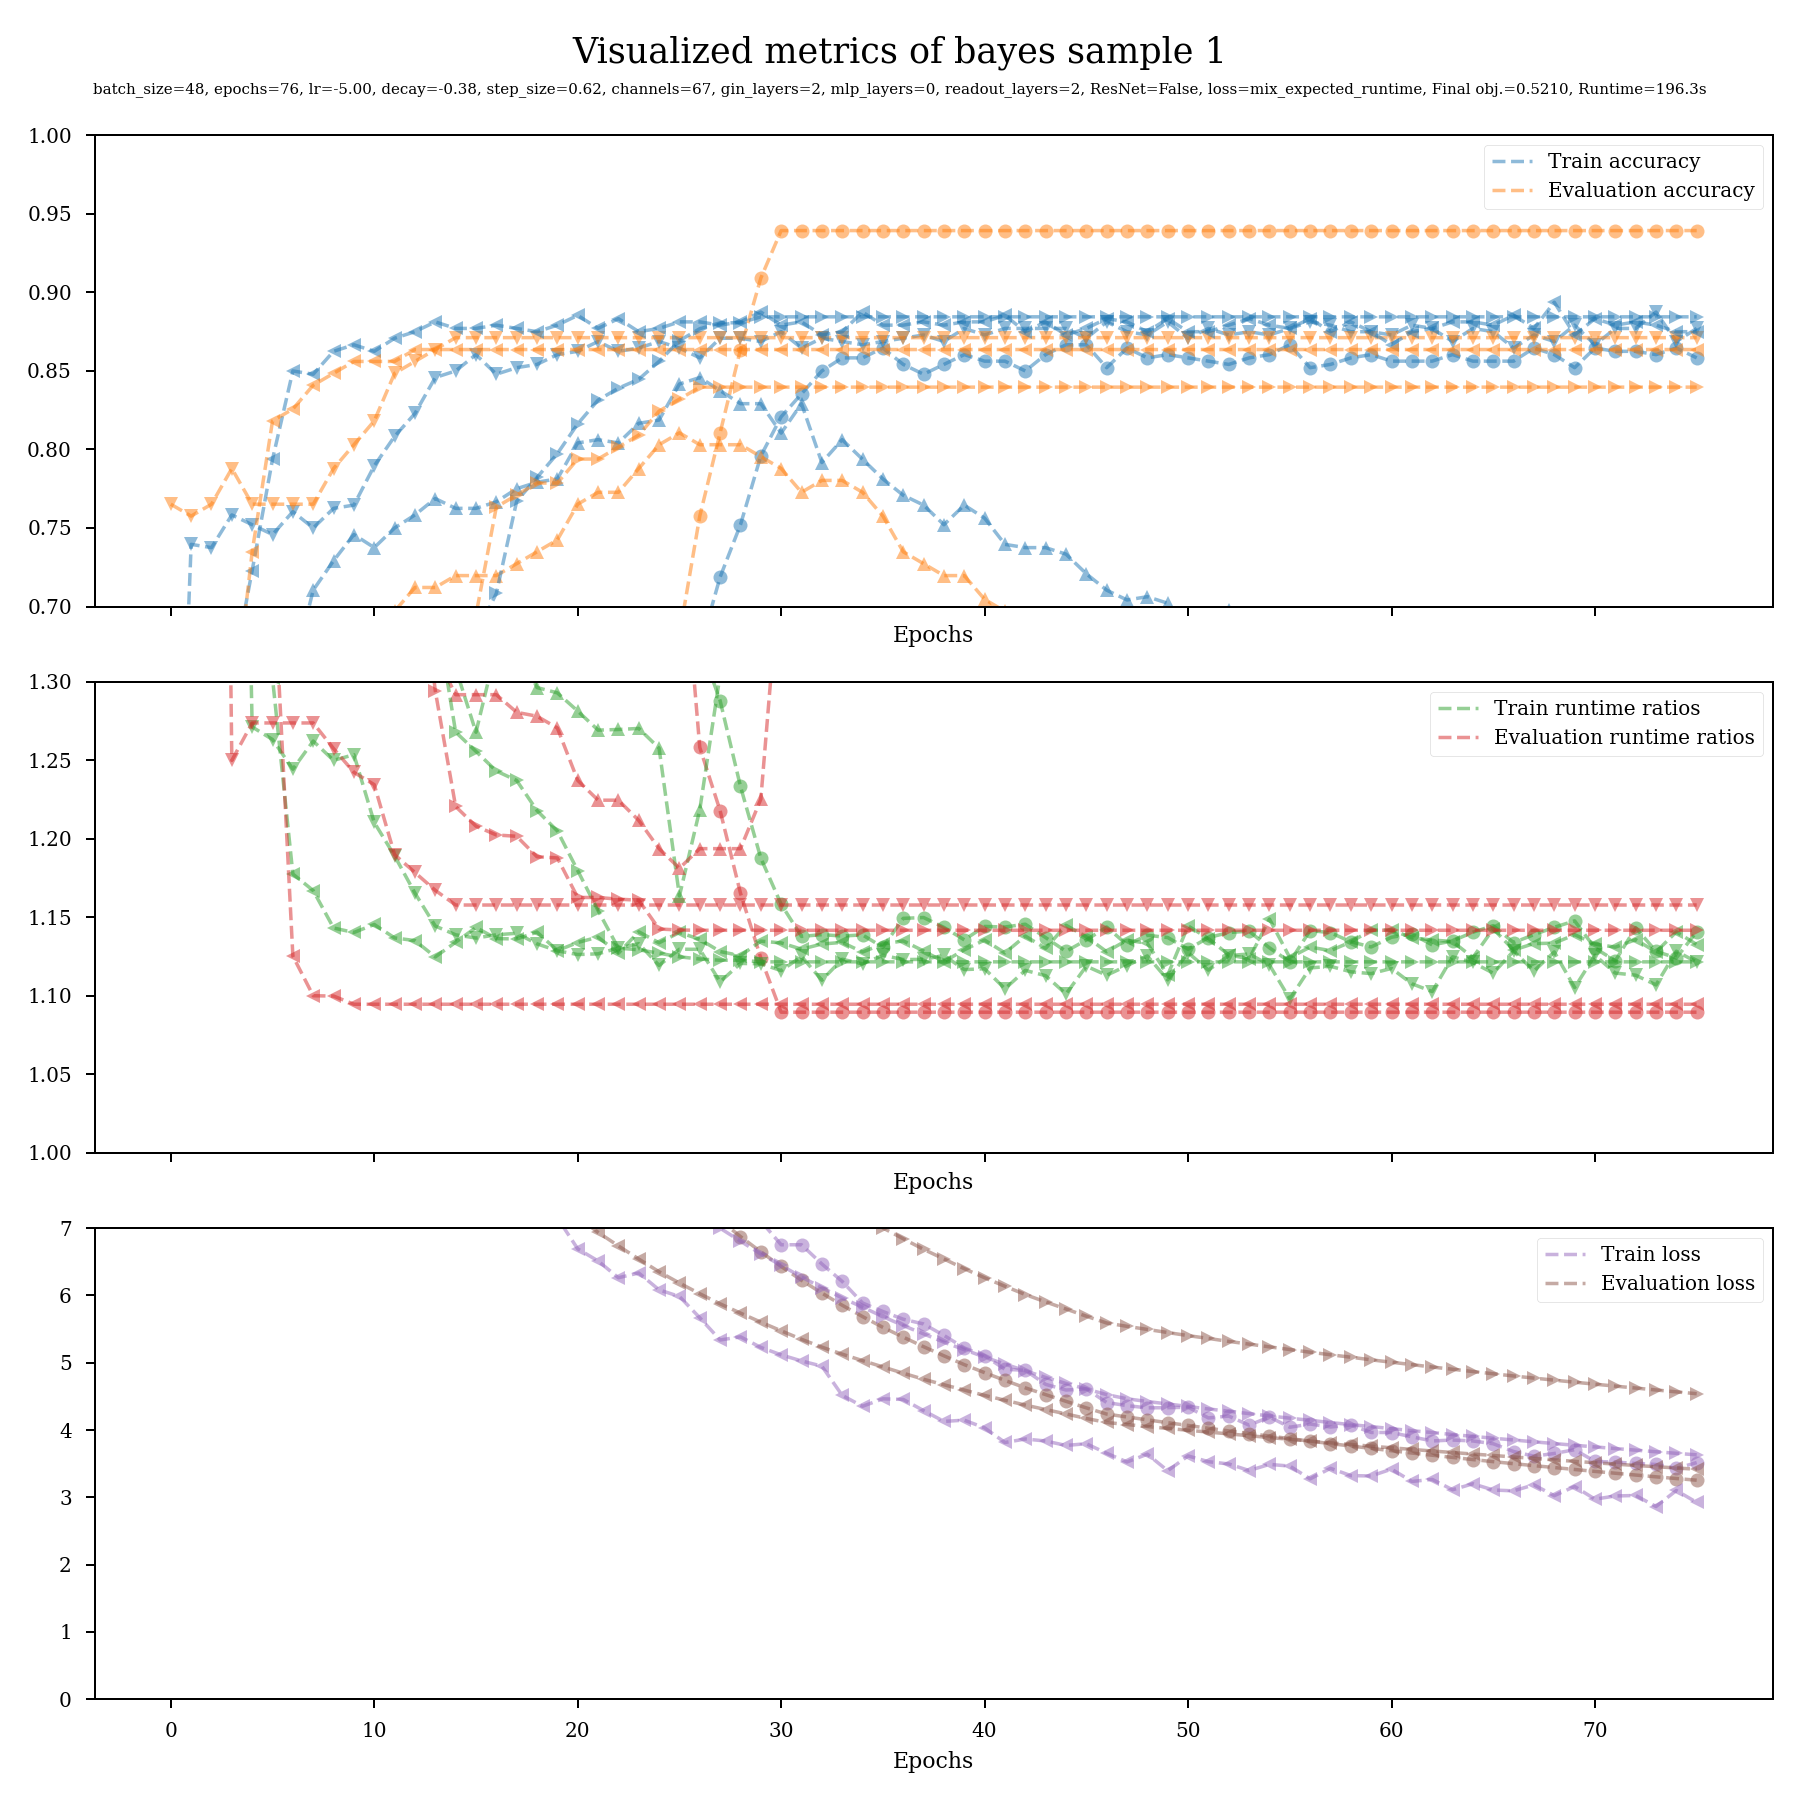 Visualized metrics of bayes sample 1
batch_size=48, epochs=76, lr=-5.00, decay=-0.38, step_size=0.62, channels=67, gin_layers=2, mlp_layers=0, readout_layers=2, ResNet=False, loss=mix_expected_runtime, Final obj.=0.5210, Runtime=196.3s
1.00
0.95
0.90
0.85
0.80
0.75
0.70
Train accuracy
Evaluation accuracy
Epochs
1.30
1.25
1.20
1.15
1.10
1.05
1.00
Train runtime ratios
Evaluation runtime ratios
Epochs
7
6
5
4
3
2
1
0
Train loss
Evaluation loss
0 10 20 30 40 50 60 70
Epochs